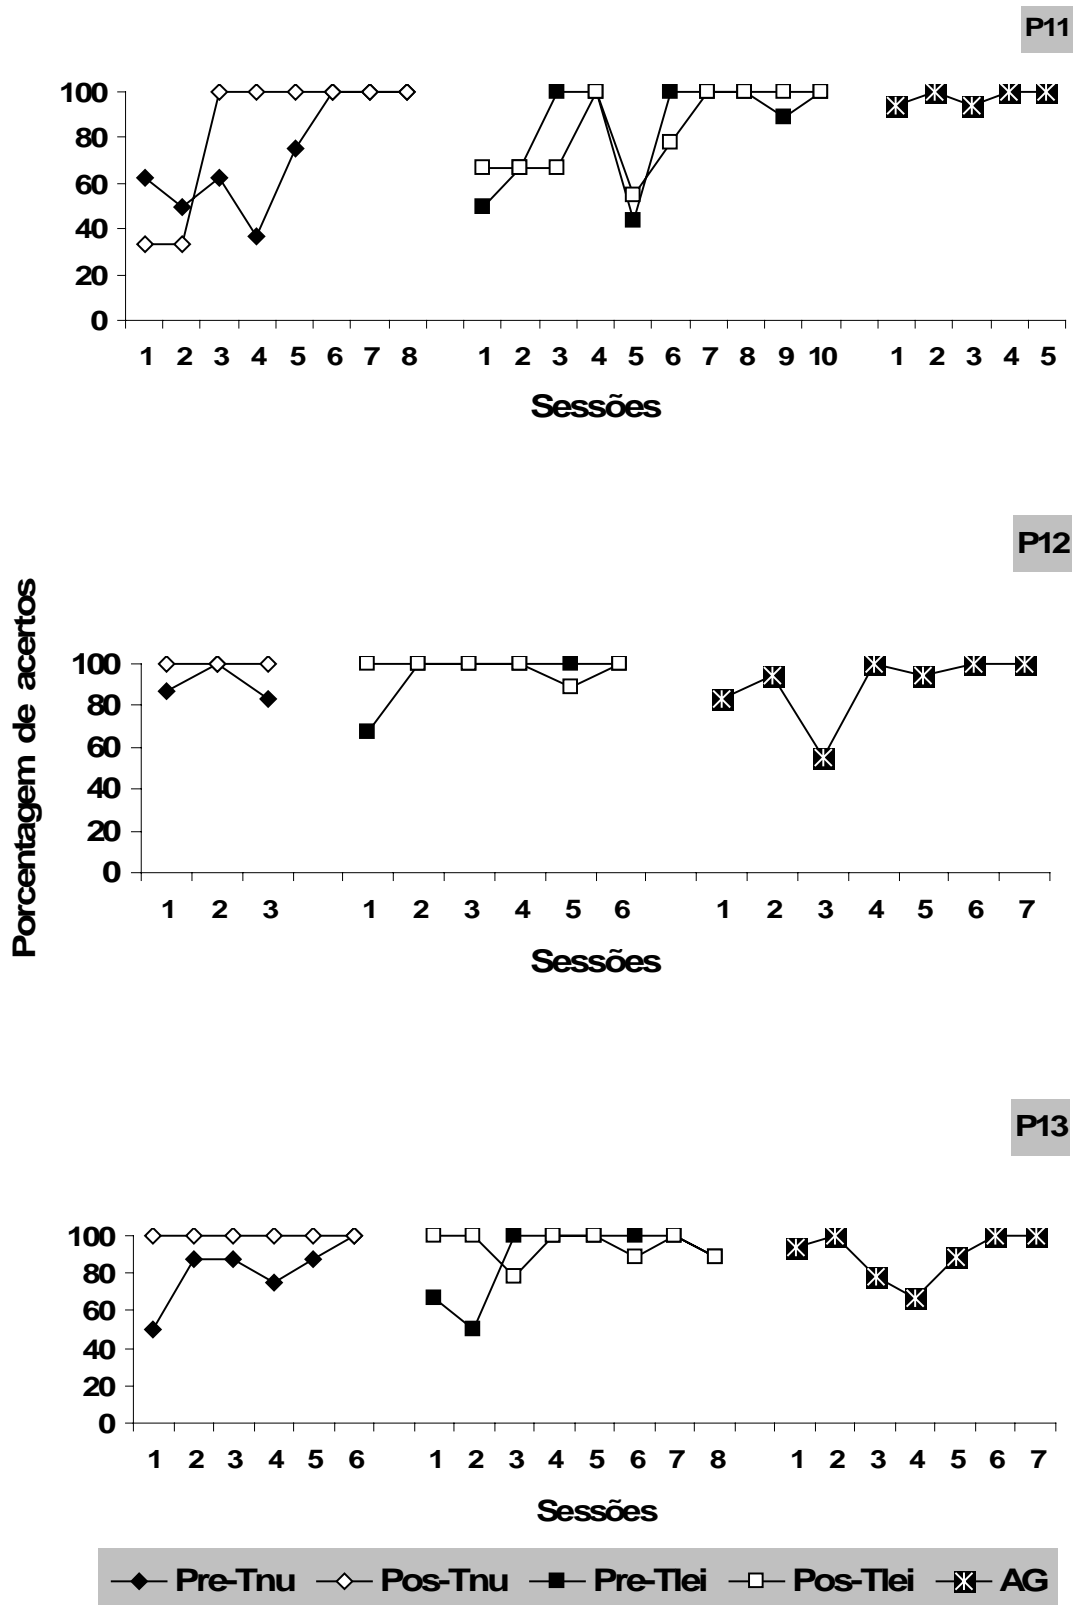 P11
100
80
60
40
20
0
1 2 3 4 5 6 7 8 1 2 3 4 5 6 7 8 9 10 1 2 3 4 5
Sessões
P12
Porcentagem de acertos
100
80
60
40
20
0
1 2 3 1 2 3 4 5 6 1 2 3 4 5 6 7
Sessões
P13
100
80
60
40
20
0
1 2 3 4 5 6 1 2 3 4 5 6 7 8 1 2 3 4 5 6 7
Sessões
Pre-Tnu Pos-Tnu Pre-Tlei Pos-Tlei AG